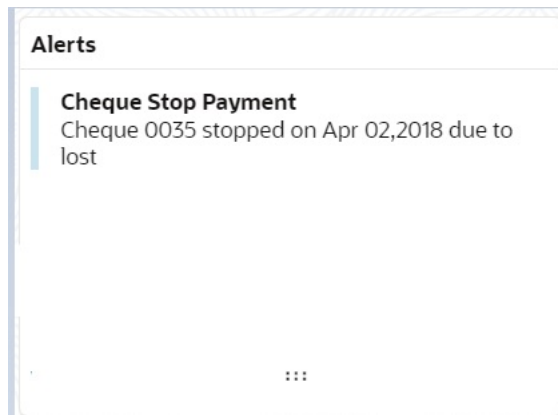 Alerts
Cheque Stop Payment
Cheque 0035 stopped on Apr 02,2018 due to
lost